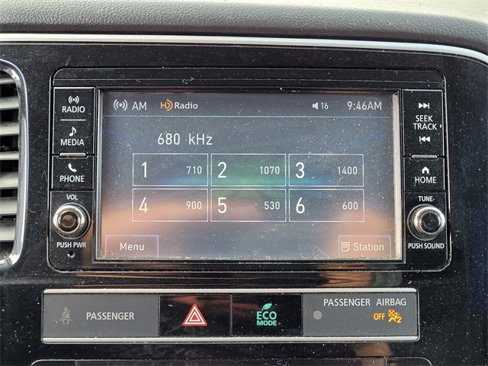 RADIO
MEDIA
PHONE
VOL
PUSH PWR
AM HD Radio 16 9:46AM
680 kHz
1 710 2 1070 3 1400
4 900 5 530 6 600
Menu Station
SEEK
TRACK
HOME
TUNE
PUSH SOUND
PASSENGER
ECO
MODE
PASSENGER AIRBAG
OFF 2